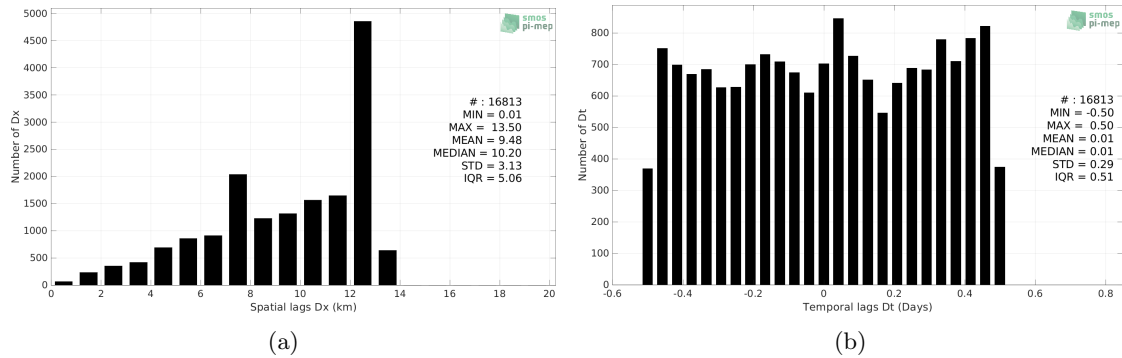 5000
4500
4000
3500
3000
2500
2000
1500
1000
500
0
Number of Dx
0 2 4 6 8 10 12 14 16 18 20
Spatial lags Dx (km)
smos
pi-mep
# : 16813
MIN = 0.01
MAX = 13.50
MEAN = 9.48
MEDIAN = 10.20
STD = 3.13
IQR = 5.06
(a)
800
700
600
500
400
300
200
100
0
Number of Dt
-0.6 -0.4 -0.2 0 0.2 0.4 0.6 0.8
Temporal lags Dt (Days)
smos
pi-mep
# : 16813
MIN = -0.50
MAX = 0.50
MEAN = 0.01
MEDIAN = 0.01
STD = 0.29
IQR = 0.51
(b)